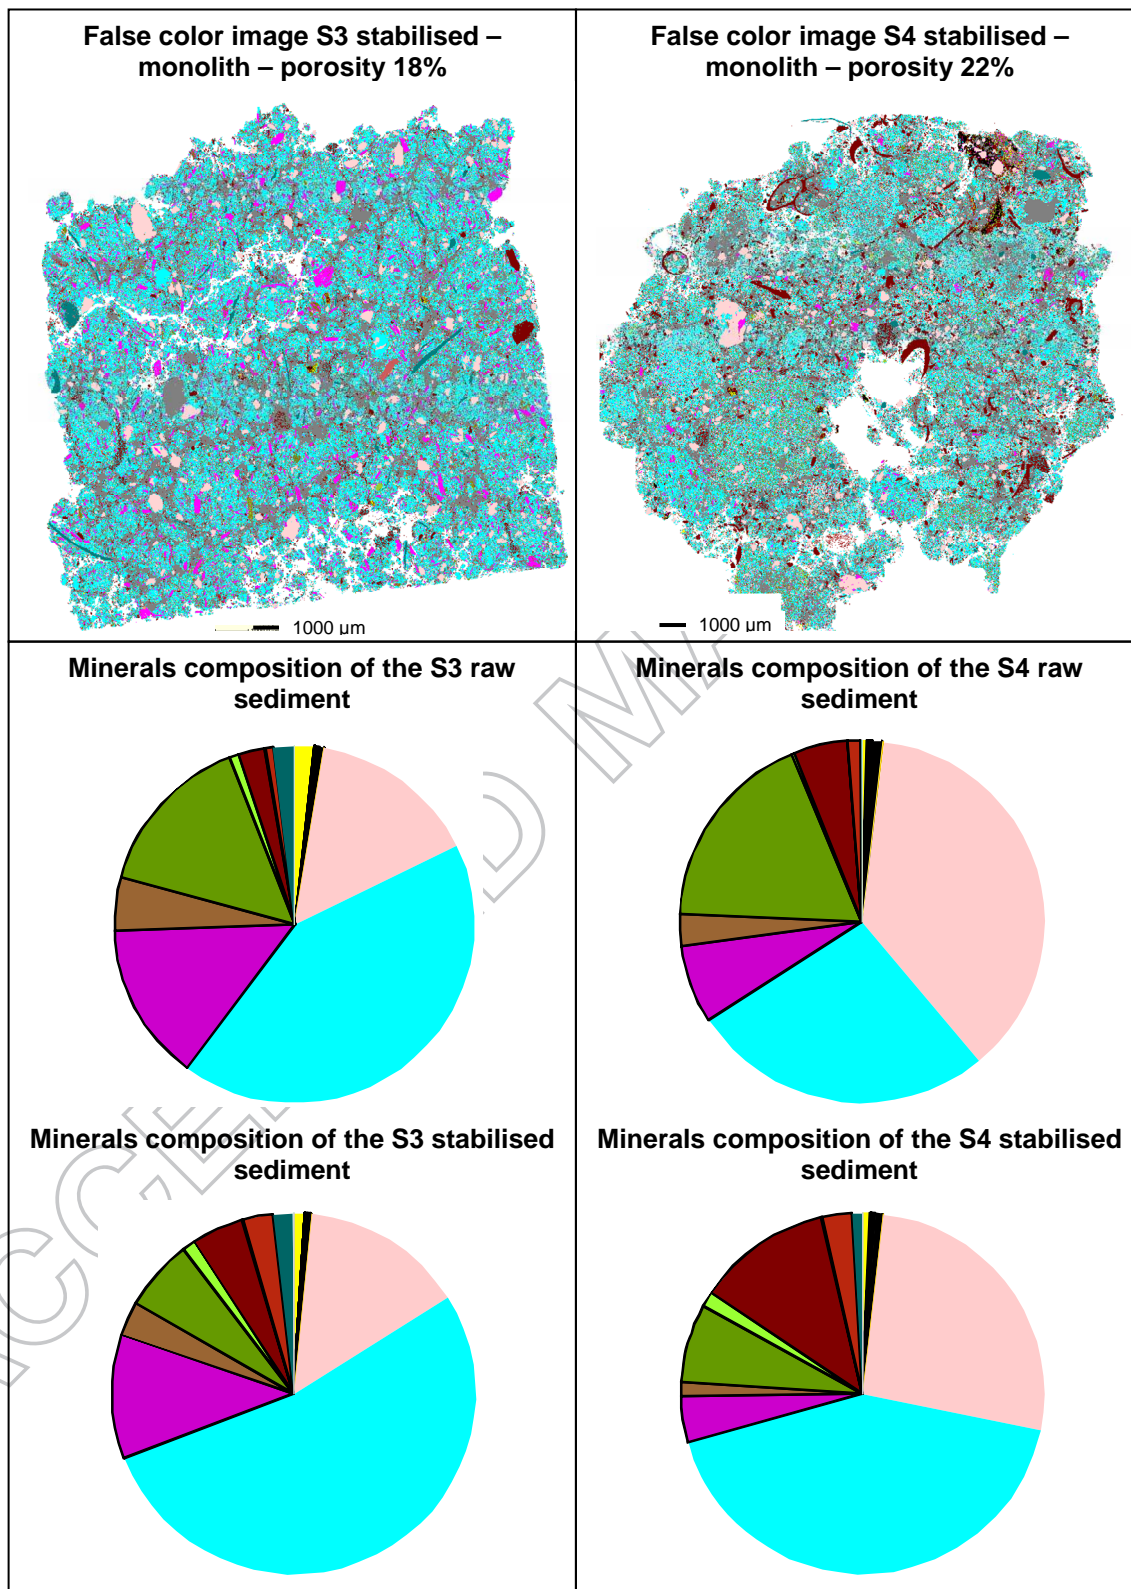 False color image S3 stabilised –
monolith – porosity 18%
False color image S4 stabilised –
monolith – porosity 22%
1000 µm
1000 µm
Minerals composition of the S3 raw
sediment
Minerals composition of the S4 raw
sediment
Minerals composition of the S3 stabilised
sediment
Minerals composition of the S4 stabilised
sediment